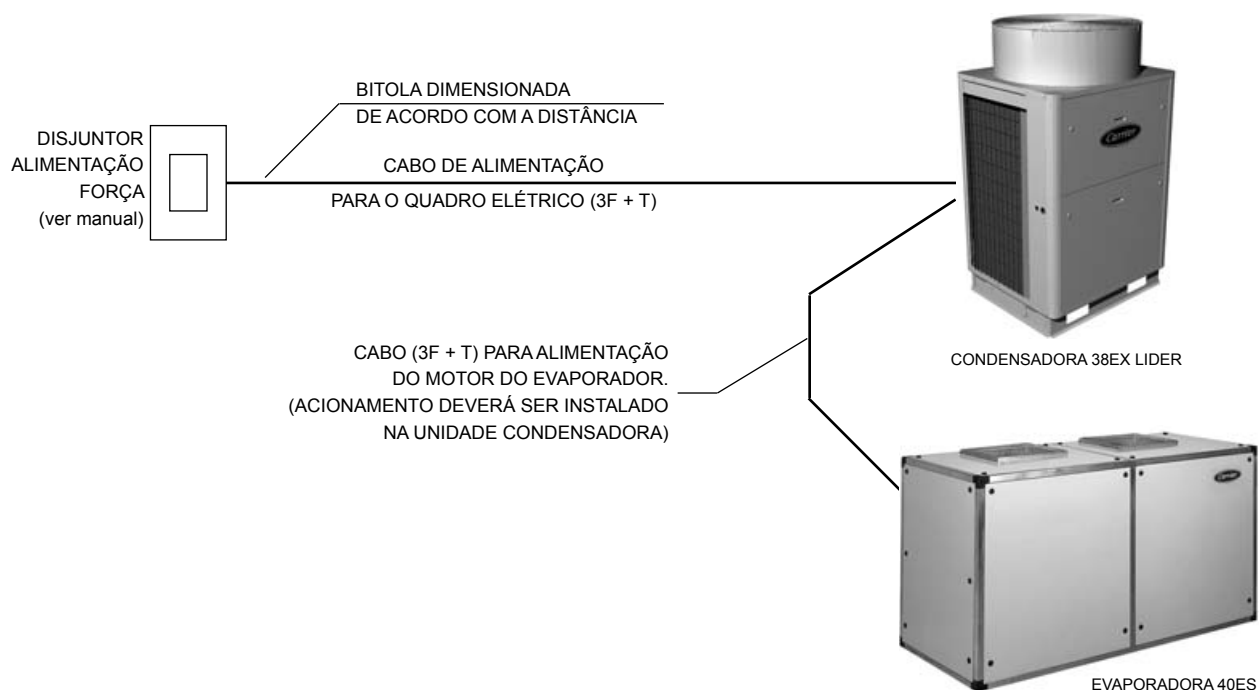 BITOLA DIMENSIONADA
DE ACORDO COM A DISTÂNCIA
DISJUNTOR
ALIMENTAÇÃO
FORÇA
(ver manual)
CABO DE ALIMENTAÇÃO
PARA O QUADRO ELÉTRICO (3F + T)
Carrier
CONDENSADORA 38EX LIDER
CABO (3F + T) PARA ALIMENTAÇÃO
DO MOTOR DO EVAPORADOR.
(ACIONAMENTO DEVERÁ SER INSTALADO
NA UNIDADE CONDENSADORA)
Carrier
EVAPORADORA 40ES